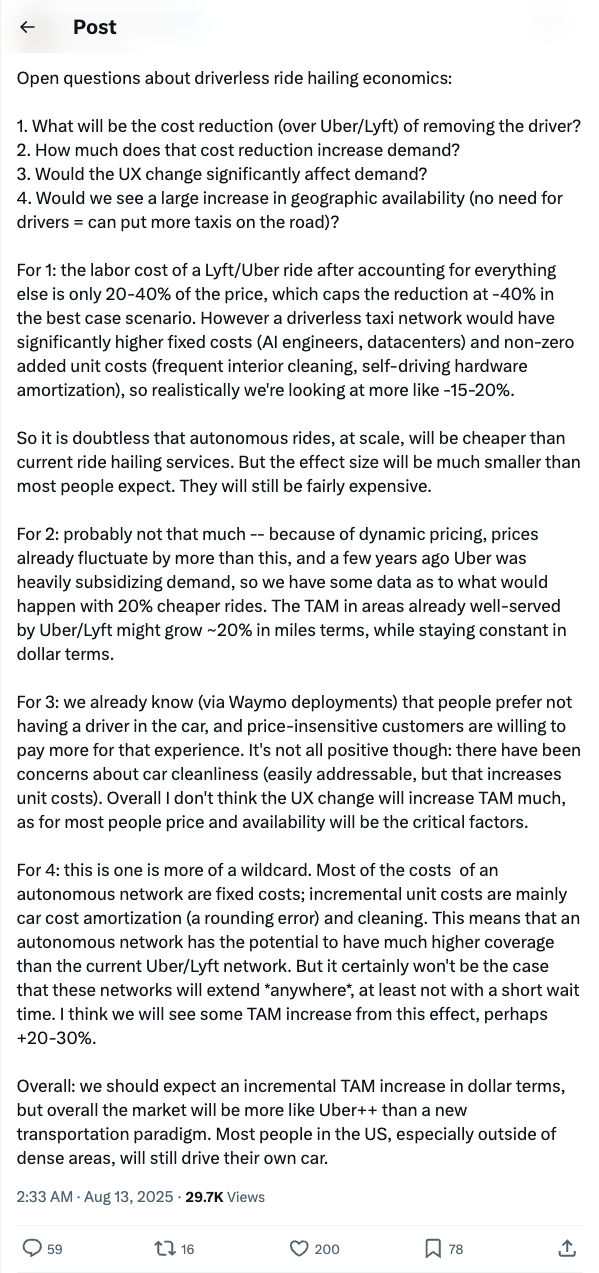 Post
Open questions about driverless ride hailing economics:
1. What will be the cost reduction (over Uber/Lyft) of removing the driver?
2. How much does that cost reduction increase demand?
3. Would the UX change significantly affect demand?
4. Would we see a large increase in geographic availability (no need for
drivers = can put more taxis on the road)?
For 1: the labor cost of a Lyft/Uber ride after accounting for everything
else is only 20-40% of the price, which caps the reduction at -40% in
the best case scenario. However a driverless taxi network would have
significantly higher fixed costs (AI engineers, datacenters) and non-zero
added unit costs (frequent interior cleaning, self-driving hardware
amortization), so realistically we're looking at more like -15-20%.
So it is doubtless that autonomous rides, at scale, will be cheaper than
current ride hailing services. But the effect size will be much smaller than
most people expect. They will still be fairly expensive.
For 2: probably not that much -- because of dynamic pricing, prices
already fluctuate by more than this, and a few years ago Uber was
heavily subsidizing demand, so we have some data as to what would
happen with 20% cheaper rides. The TAM in areas already well-served
by Uber/Lyft might grow ~20% in miles terms, while staying constant in
dollar terms.
For 3: we already know (via Waymo deployments) that people prefer not
having a driver in the car, and price-insensitive customers are willing to
pay more for that experience. It's not all positive though: there have been
concerns about car cleanliness (easily addressable, but that increases
unit costs). Overall I don't think the UX change will increase TAM much,
as for most people price and availability will be the critical factors.
For 4: this is one is more of a wildcard. Most of the costs  of an
autonomous network are fixed costs; incremental unit costs are mainly
car cost amortization (a rounding error) and cleaning. This means that an
autonomous network has the potential to have much higher coverage
than the current Uber/Lyft network. But it certainly won't be the case
that these networks will extend *anywhere*, at least not with a short wait
time. I think we will see some TAM increase from this effect, perhaps
+20-30%.
Overall: we should expect an incremental TAM increase in dollar terms,
but overall the market will be more like Uber++ than a new
transportation paradigm. Most people in the US, especially outside of
dense areas, will still drive their own car.
2:33 AM · Aug 13, 2025 · 29.7K Views
59 16 200 78